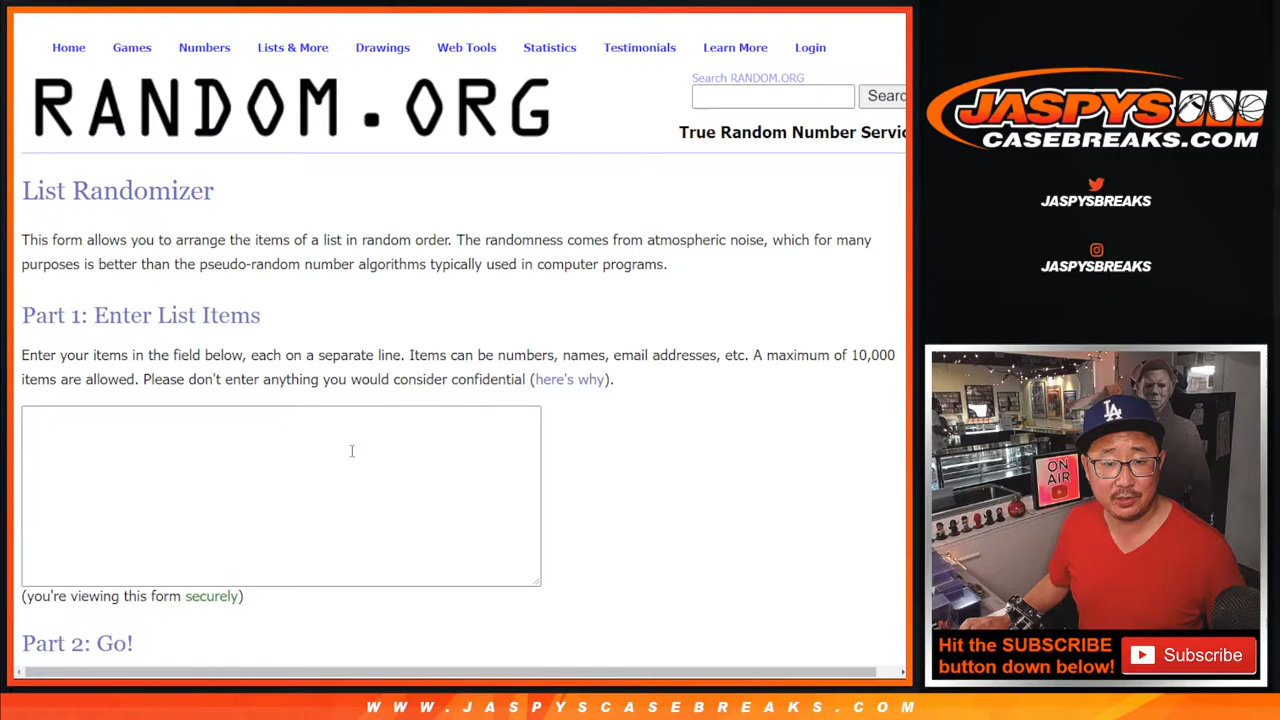 Home Games Numbers Lists & More Drawings Web Tools Statistics Testimonials Learn More Login
Search RANDOM.ORG
RANDOM.ORG
Searc
True Random Number Servic
List Randomizer
This form allows you to arrange the items of a list in random order. The randomness comes from atmospheric noise, which for many
purposes is better than the pseudo-random number algorithms typically used in computer programs.
Part 1: Enter List Items
Enter your items in the field below, each on a separate line. Items can be numbers, names, email addresses, etc. A maximum of 10,000
items are allowed. Please don't enter anything you would consider confidential (here's why).
(you're viewing this form securely)
Part 2: Go!
JASPYS
CASEBREAKS.COM
JASPYSBREAKS
JASPYSBREAKS
LA
ON
AIR
Hit the SUBSCRIBE
button down below!
Subscribe
WWW.JASPYSCASEBREAKS.COM